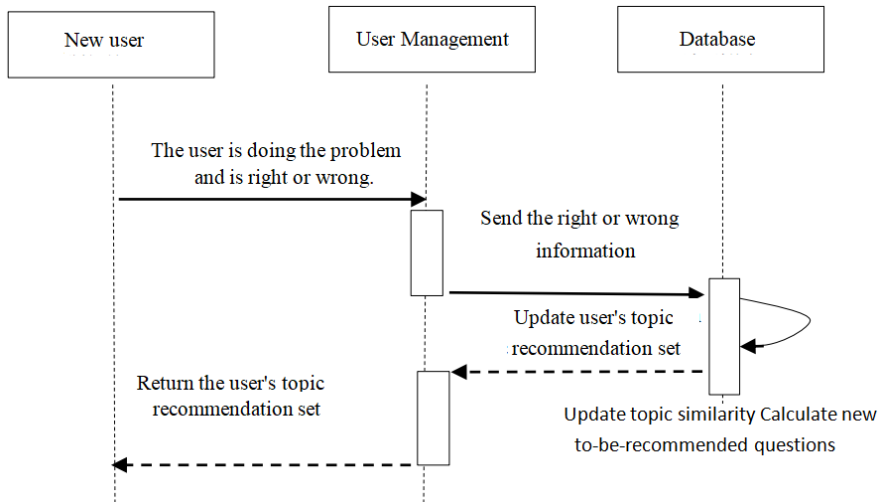 New user
User Management
Database
The user is doing the problem
and is right or wrong.
Send the right or wrong
information
Update user's topic
recommendation set
Return the user's topic
recommendation set
Update topic similarity Calculate new
to-be-recommended questions